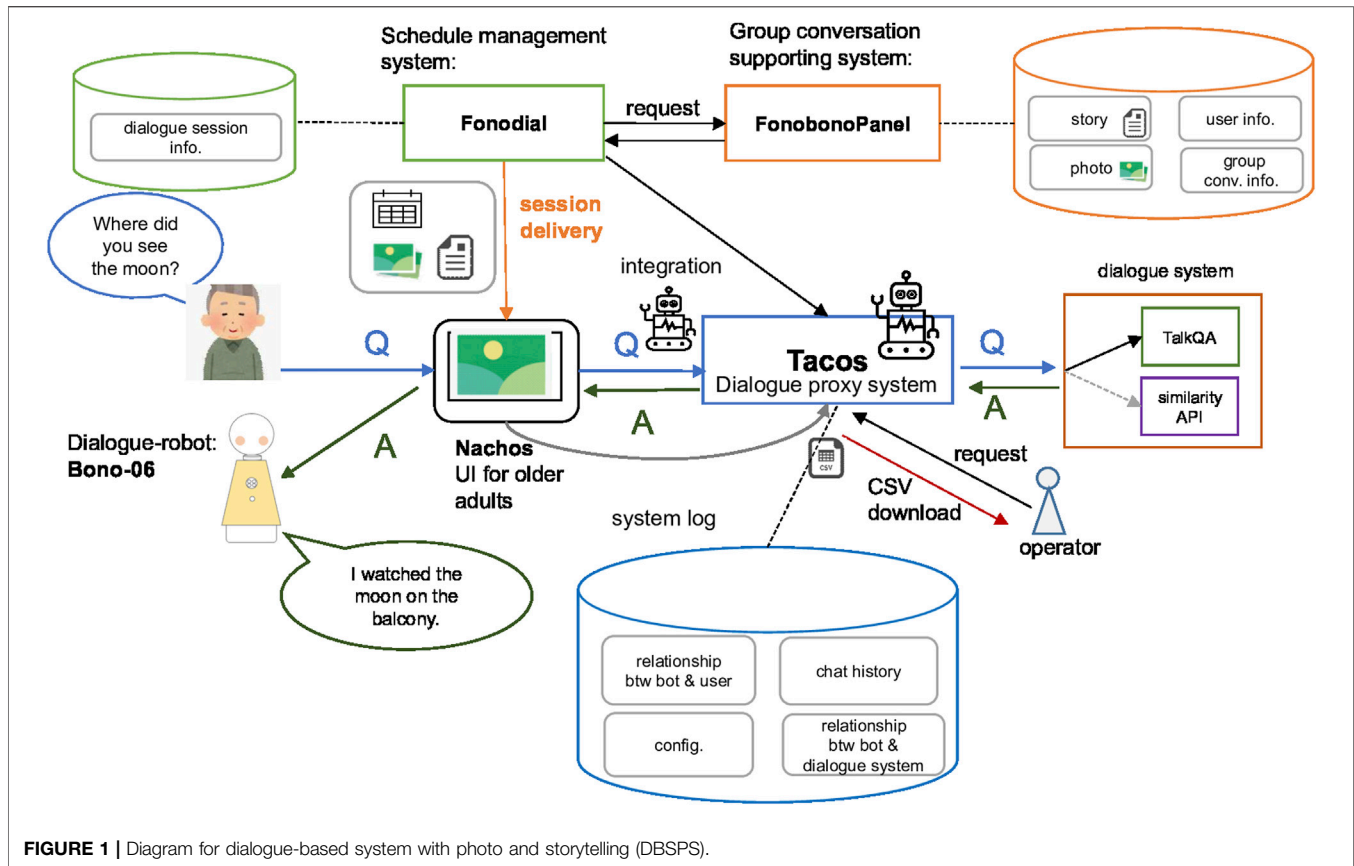 Schedule management
system:
Group conversation
supporting system:
dialogue session
info.
Fonodial
request
FonobonoPanel
story
user info.
photo
group
conv. info.
Where did
you see
the moon?
session
delivery
integration
dialogue system
Q
Q
Tacos
Dialogue proxy system
Q
TalkQA
similarity
API
A
A
A
Dialogue-robot:
Bono-06
Nachos
UI for older
adults
CSV
CSV
download
request
operator
system log
I watched the
moon on the
balcony.
relationship
btw bot & user
chat history
config.
relationship
btw bot &
dialogue system
FIGURE 1 | Diagram for dialogue-based system with photo and storytelling (DBSPS).